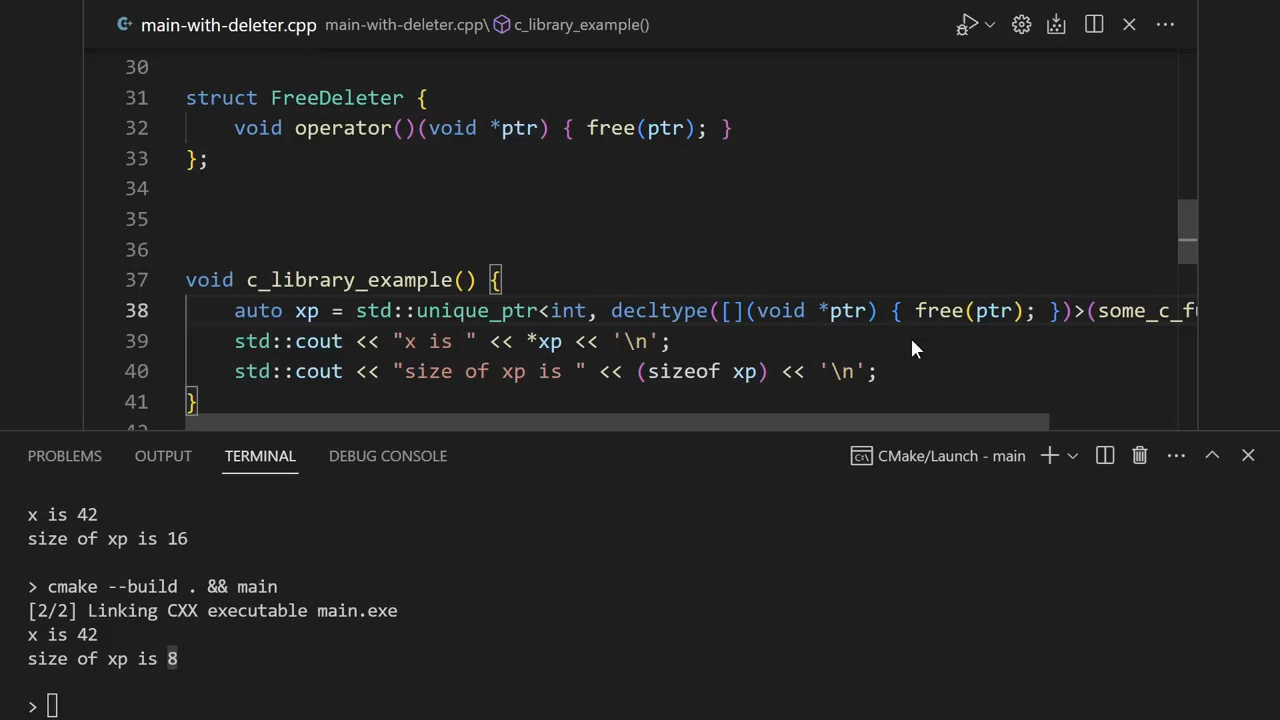 main-with-deleter.cpp main-with-deleter.cpp\ c_library_example()
30
31 struct FreeDeleter {
32 void operator()(void *ptr) { free(ptr); }
33 };
34
35
36
37 void c_library_example() {
38 auto xp = std::unique_ptr<int, decltype([](void *ptr) { free(ptr); })>(some_c_fu
39 std::cout << "x is " << *xp << '\n';
40 std::cout << "size of xp is " << (sizeof xp) << '\n';
41 }
PROBLEMS OUTPUT TERMINAL DEBUG CONSOLE CMake/Launch - main
x is 42
size of xp is 16
> cmake --build . && main
[2/2] Linking CXX executable main.exe
x is 42
size of xp is 8
>